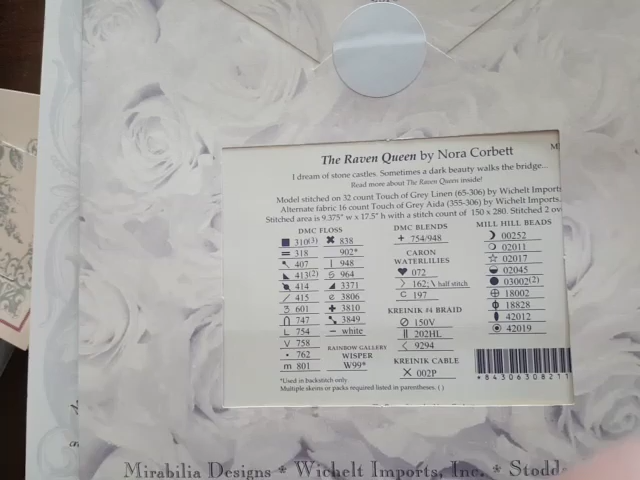 The Raven Queen by Nora Corbett
M
I dream of stone castles. Sometimes a dark beauty walks the bridge...
Read more about The Raven Queen inside!
Model stitched on 32 count Touch of Grey Linen (65-306) by Wichelt Imports
Alternate fabric 16 count Touch of Grey Aida (355-306) by Wichelt Imports.
Stitched area is 9.375" w x 17.5" h with a stitch count of 150 x 280. Stitched 2 ov
DMC FLOSS
310(3)
318
407
413(2)
414
415
601
747
754
758
762
801
838
902*
948
964
3371
3806
3810
3849
white
RAINBOW GALLERY
WISPER
W99*
*Used in backstitch only.
Multiple skeins or packs required listed in parentheses. ( )
DMC BLENDS
+ 754/948
CARON
WATERLILIES
072
162;\ half stitch
197
KREINIK #4 BRAID
150V
202HL
9294
KREINIK CABLE
002P
MILL HILL BEADS
00252
02011
02017
02045
03002(2)
18002
18828
42012
42019
*84306308211
Mirabilia Designs * Wichelt Imports, Inc. * Stodd